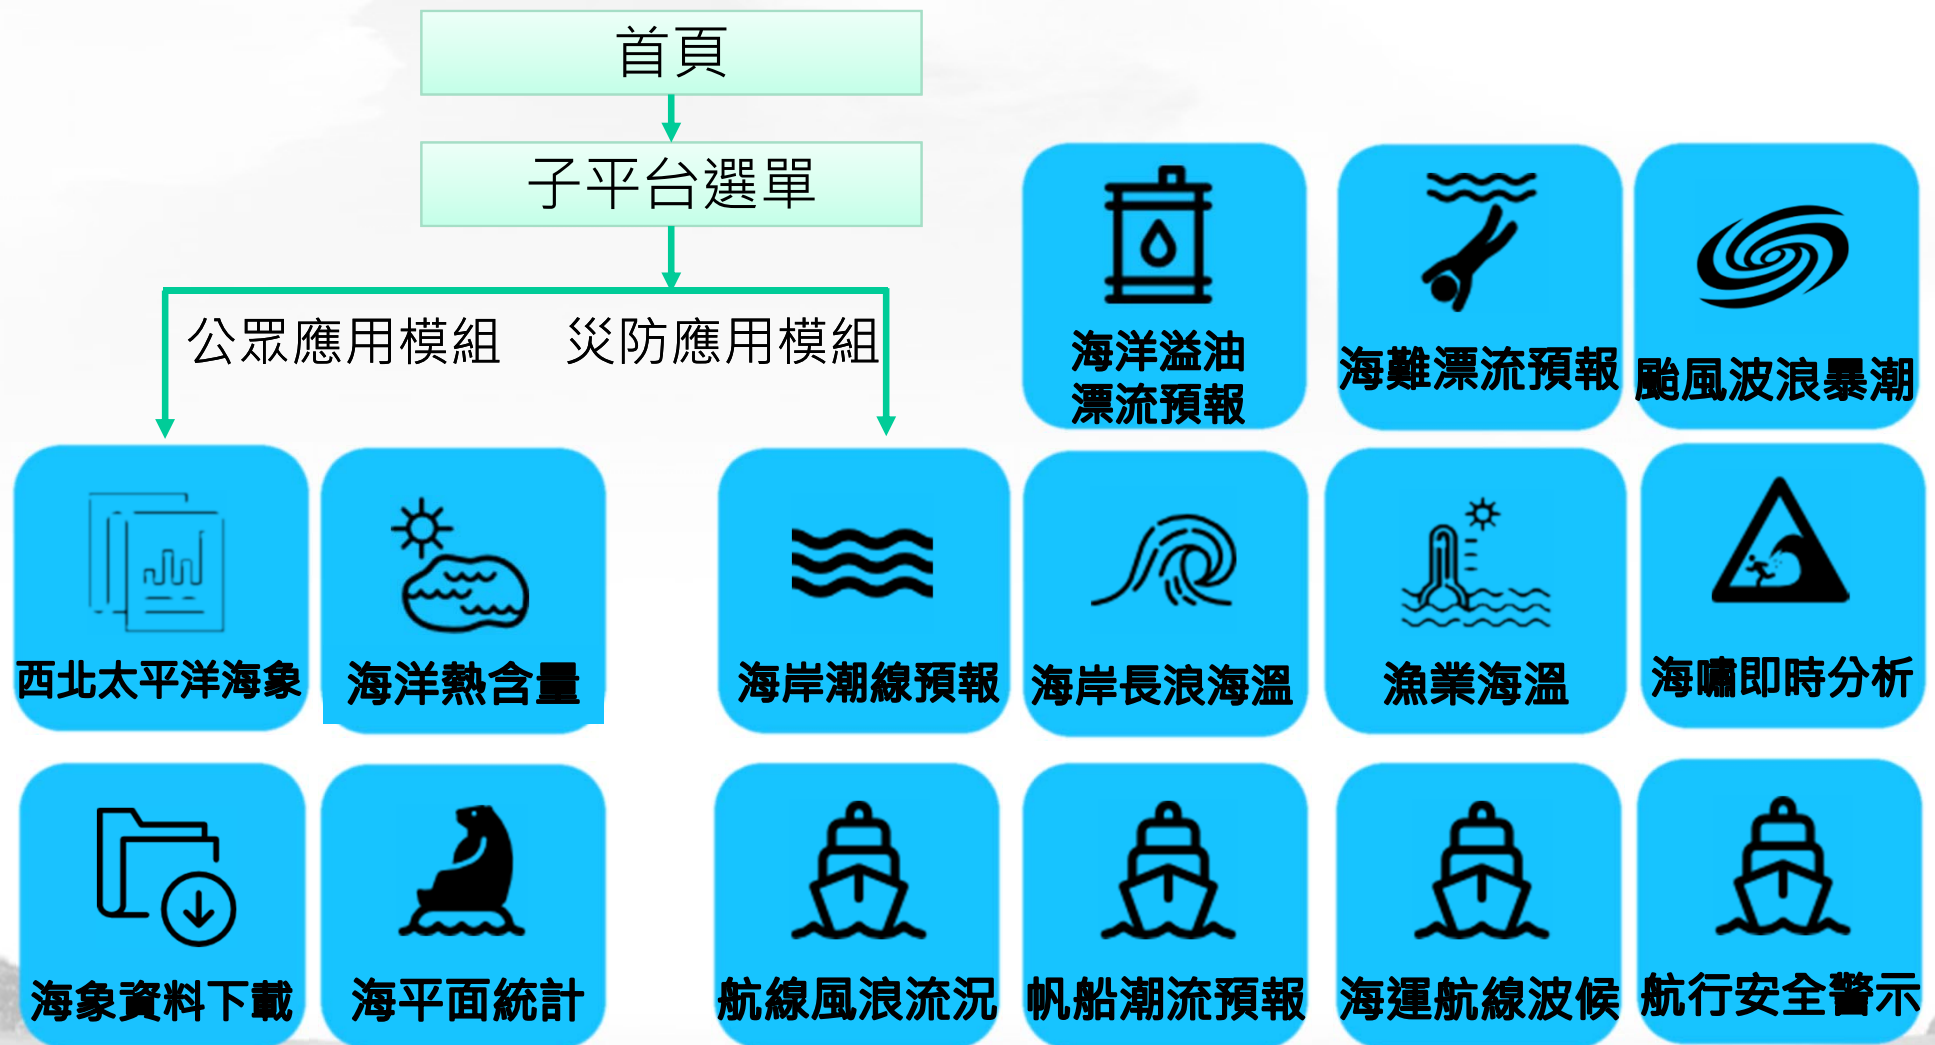 首頁
子平台選單
公眾應用模組
災防應用模組
海洋溢油
漂流預報
海難漂流預報
颱風波浪暴潮
西北太平洋海象
海洋熱含量
海岸潮線預報
海岸長浪海溫
漁業海溫
海嘯即時分析
海象資料下載
海平面統計
航線風浪流況
帆船潮流預報
海運航線波候
航行安全警示